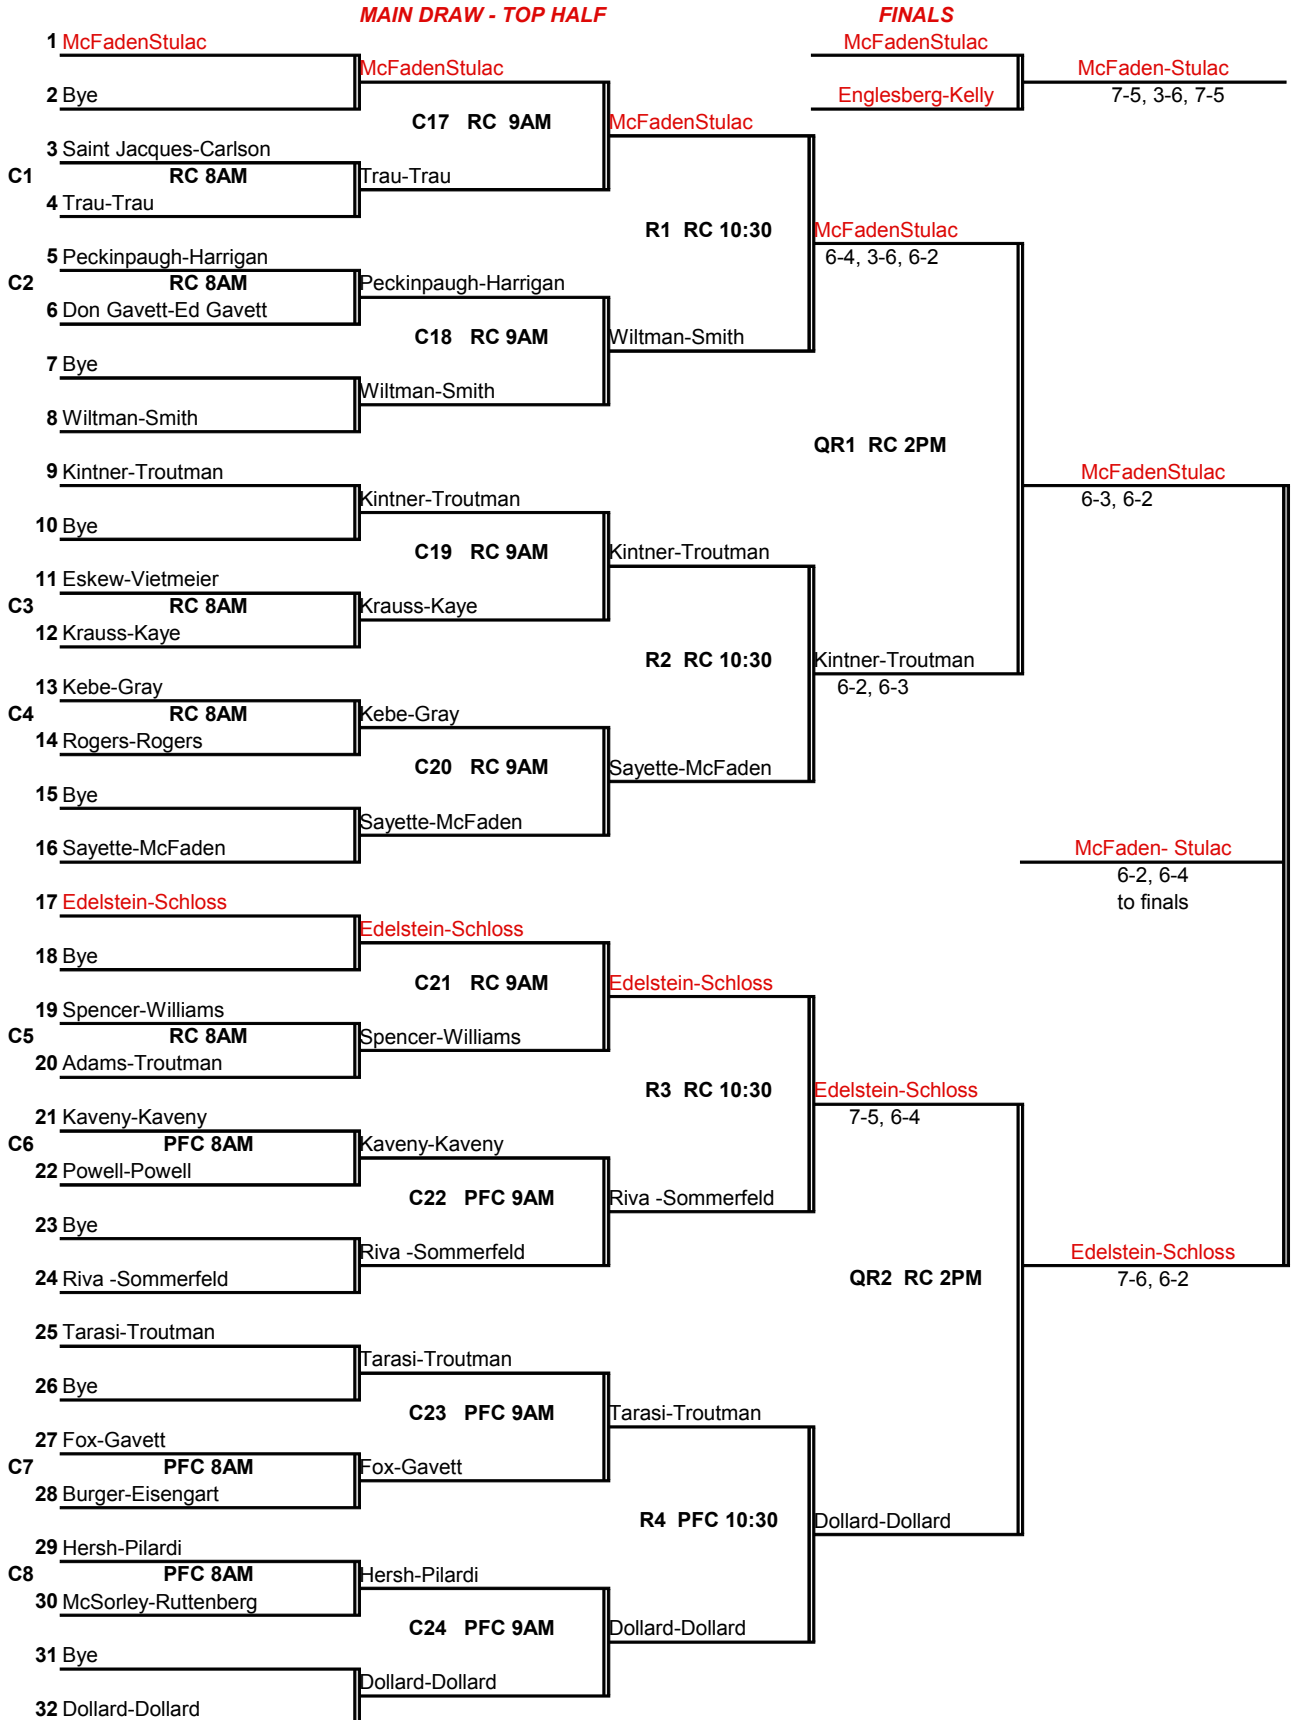 MAIN DRAW - TOP HALF FINALS
1 McFadenStulac McFadenStulac
McFadenStulac McFaden-Stulac
2 Bye Englesberg-Kelly 7-5, 3-6, 7-5
C17 RC 9AM McFadenStulac
3 Saint Jacques-Carlson
C1 RC 8AM Trau-Trau
4 Trau-Trau
R1 RC 10:30 McFadenStulac
5 Peckinpaugh-Harrigan 6-4, 3-6, 6-2
C2 RC 8AM Peckinpaugh-Harrigan
6 Don Gavett-Ed Gavett
C18 RC 9AM Wiltman-Smith
7 Bye
Wiltman-Smith
8 Wiltman-Smith
QR1 RC 2PM
9 Kintner-Troutman McFadenStulac
Kintner-Troutman 6-3, 6-2
10 Bye
C19 RC 9AM Kintner-Troutman
11 Eskew-Vietmeier
C3 RC 8AM Krauss-Kaye
12 Krauss-Kaye
R2 RC 10:30 Kintner-Troutman
13 Kebe-Gray 6-2, 6-3
C4 RC 8AM Kebe-Gray
14 Rogers-Rogers
C20 RC 9AM Sayette-McFaden
15 Bye
Sayette-McFaden
16 Sayette-McFaden McFaden- Stulac
6-2, 6-4
17 Edelstein-Schloss to finals
Edelstein-Schloss
18 Bye
C21 RC 9AM Edelstein-Schloss
19 Spencer-Williams
C5 RC 8AM Spencer-Williams
20 Adams-Troutman
R3 RC 10:30 Edelstein-Schloss
21 Kaveny-Kaveny 7-5, 6-4
C6 PFC 8AM Kaveny-Kaveny
22 Powell-Powell
C22 PFC 9AM Riva -Sommerfeld
23 Bye
Riva -Sommerfeld Edelstein-Schloss
24 Riva -Sommerfeld QR2 RC 2PM 7-6, 6-2
25 Tarasi-Troutman
Tarasi-Troutman
26 Bye
C23 PFC 9AM Tarasi-Troutman
27 Fox-Gavett
C7 PFC 8AM Fox-Gavett
28 Burger-Eisengart
R4 PFC 10:30 Dollard-Dollard
29 Hersh-Pilardi
C8 PFC 8AM Hersh-Pilardi
30 McSorley-Ruttenberg
C24 PFC 9AM Dollard-Dollard
31 Bye
Dollard-Dollard
32 Dollard-Dollard